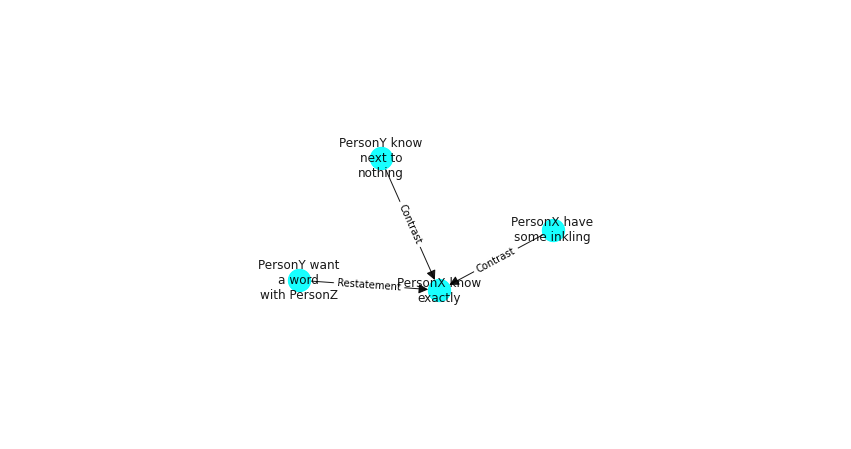 PersonY know
next to
nothing
Contrast
PersonX have
some inkling
Contrast
PersonY want
a word
with PersonZ
Restatement
PersonX know
exactly